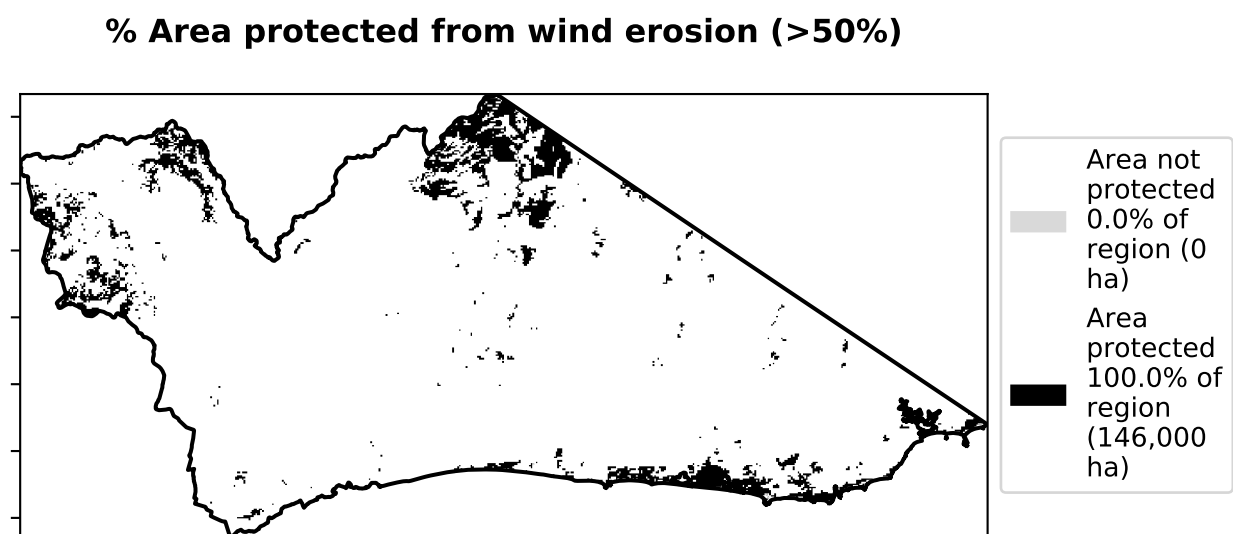 % Area protected from wind erosion (>50%)
Area not
protected
0.0% of
region (0
ha)
Area
protected
100.0% of
region
(146,000
ha)